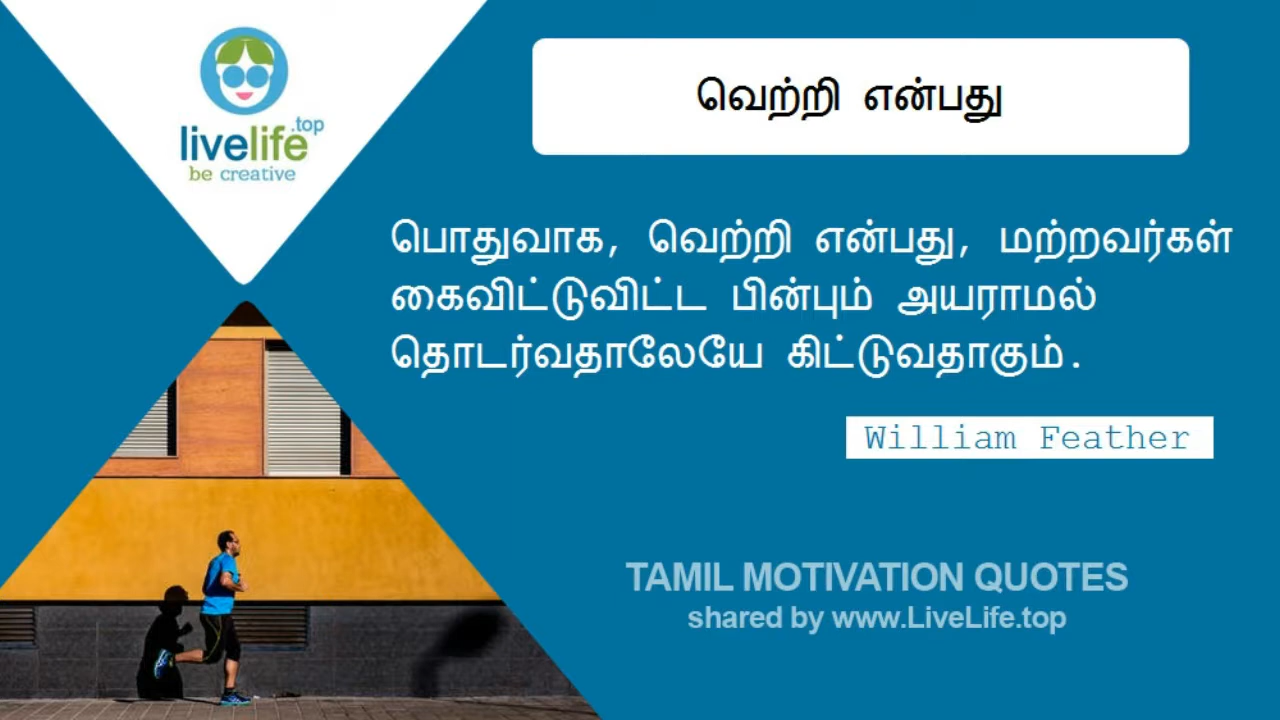 livelife.top
be creative
வெற்றி என்பது
பொதுவாக, வெற்றி என்பது, மற்றவர்கள்
கைவிட்டுவிட்ட பின்பும் அயராமல்
தொடர்வதாலேயே கிட்டுவதாகும்.
William Feather
TAMIL MOTIVATION QUOTES
shared by www.LiveLife.top